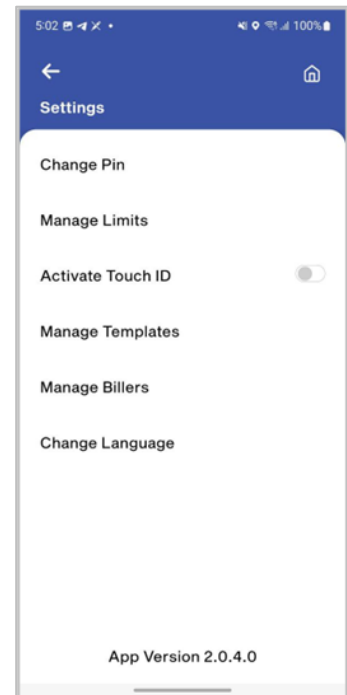 5:02 100%
Settings
Change Pin
Manage Limits
Activate Touch ID
Manage Templates
Manage Billers
Change Language
App Version 2.0.4.0